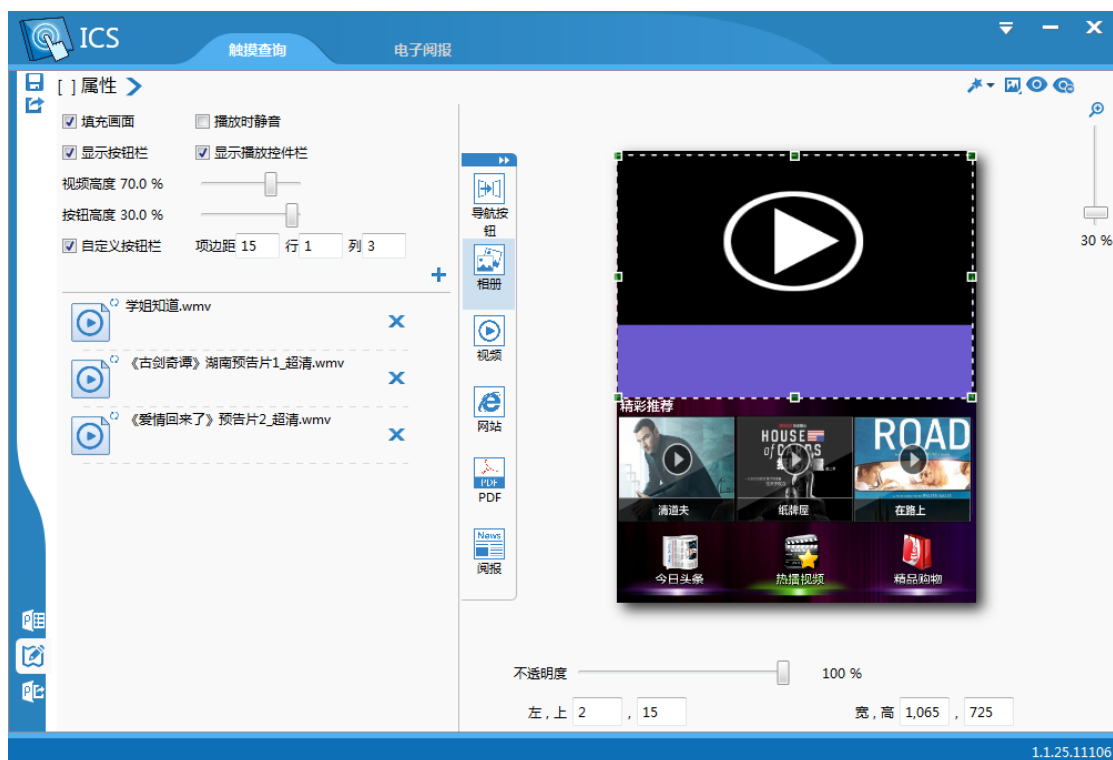 ICS
触摸查询
电子阅报
[ ] 属性
填充画面
播放时静音
显示按钮栏
显示播放控件栏
视频高度 70.0 %
按钮高度 30.0 %
自定义按钮栏 项边距 15 行 1 列 3
学姐知道.wmv
《古剑奇谭》湖南预告片1_超清.wmv
《爱情回来了》预告片2_超清.wmv
导航按
钮
相册
视频
网站
PDF
PDF
News
阅报
30 %
精彩推荐
HOUSE
of CARDS
ROAD
清道夫
纸牌屋
在路上
今日头条
热播视频
精品购物
不透明度 100 %
左 , 上 2 , 15
宽 , 高 1,065 , 725
1.1.25.11106